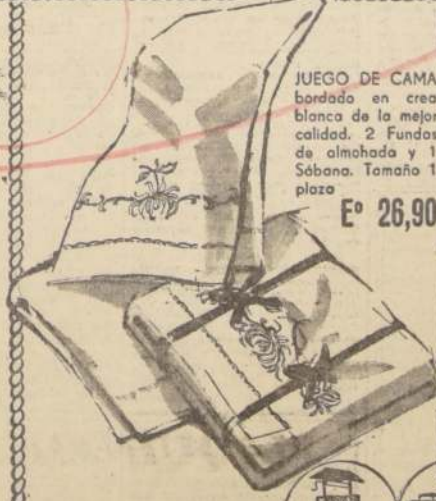 JUEGO DE CAMA
bordado en crea
blanca de la mejor
calidad. 2 Fundas
de almohada y 1
Sábana. Tamaño 1
plaza
Eº 26,90